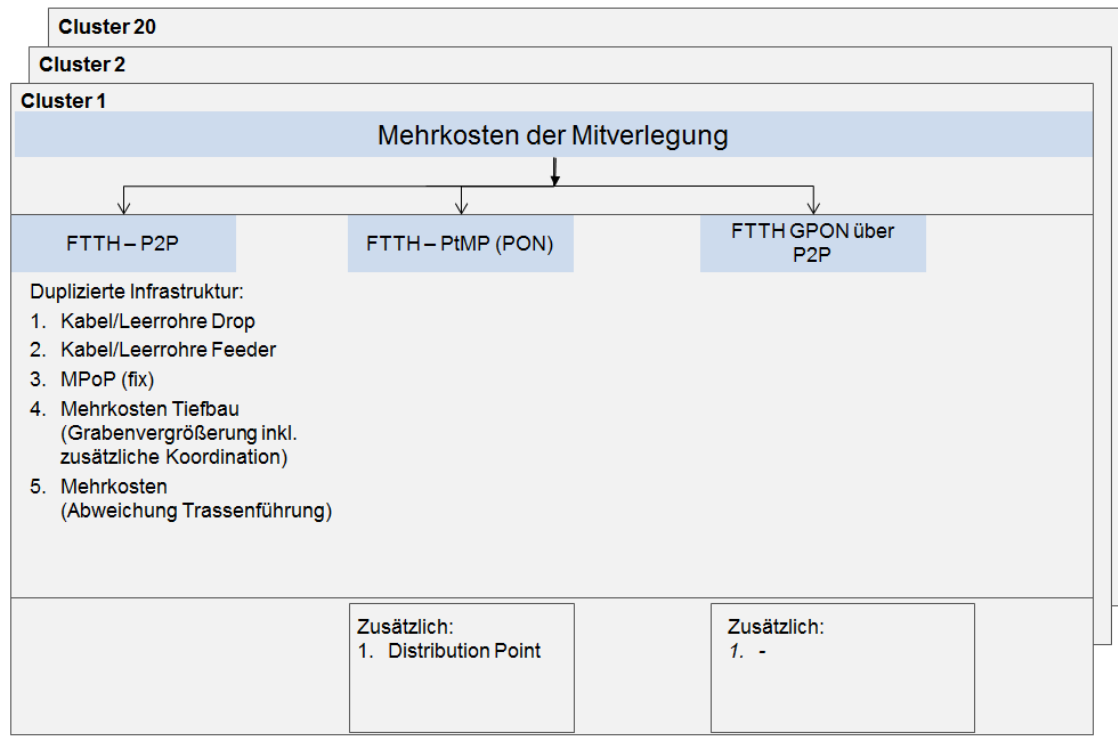 Cluster 20
Cluster 2
Cluster 1
Mehrkosten der Mitverlegung
FTTH – P2P
FTTH – PtMP (PON)
FTTH GPON über
P2P
Duplizierte Infrastruktur:
1. Kabel/Leerrohre Drop
2. Kabel/Leerrohre Feeder
3. MPoP (fix)
4. Mehrkosten Tiefbau
(Grabenvergrößerung inkl.
zusätzliche Koordination)
5. Mehrkosten
(Abweichung Trassenführung)
Zusätzlich:
1. Distribution Point
Zusätzlich:
1. -